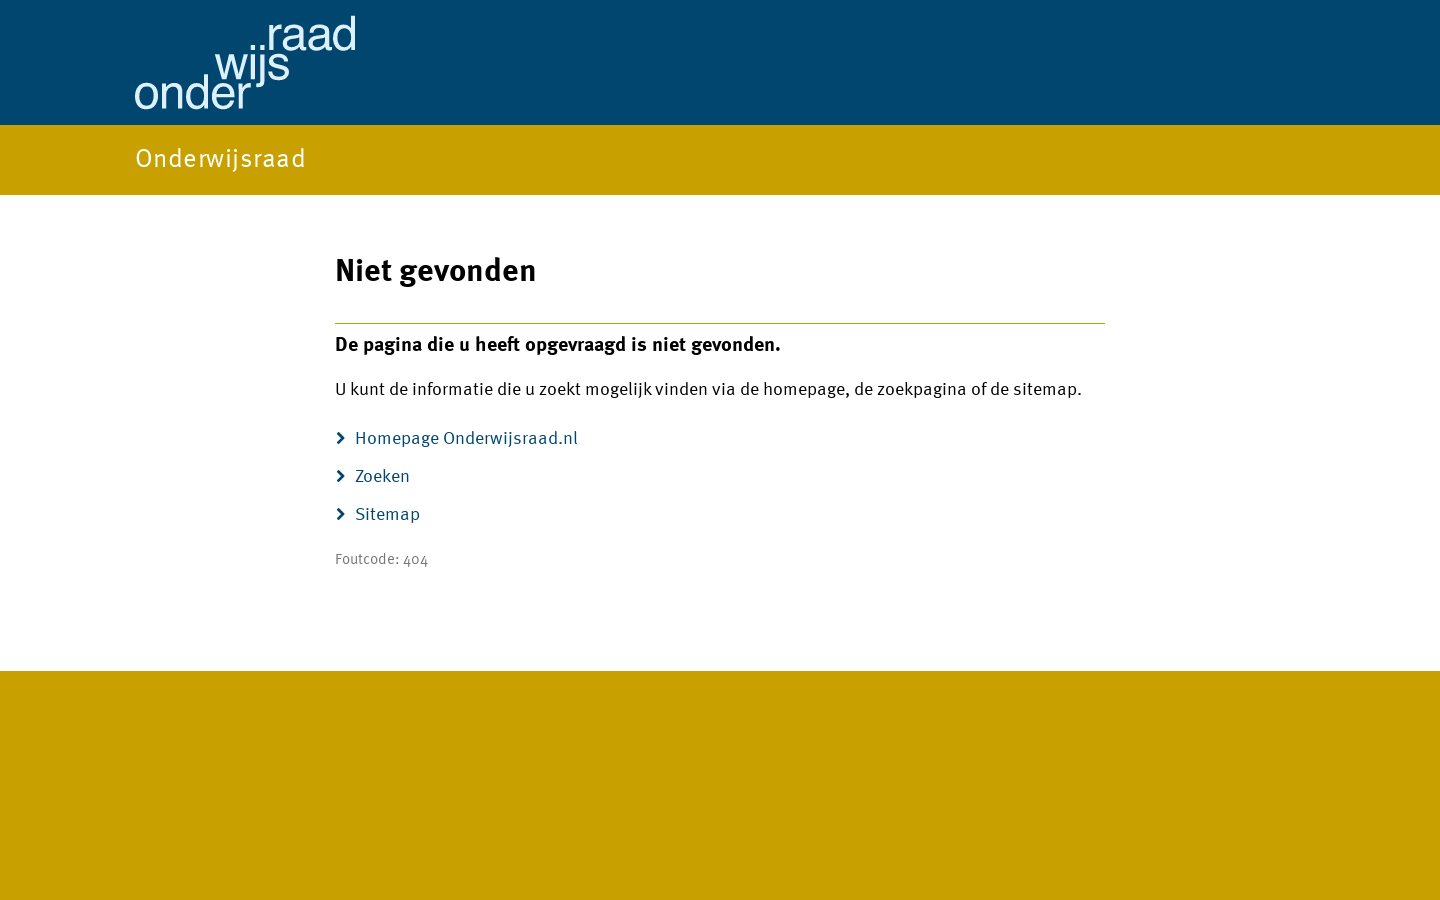 raad
wijs
onder
Onderwijsraad
Niet gevonden
De pagina die u heeft opgevraagd is niet gevonden.
U kunt de informatie die u zoekt mogelijk vinden via de homepage, de zoekpagina of de sitemap.
Homepage Onderwijsraad.nl
Zoeken
Sitemap
Foutcode: 404